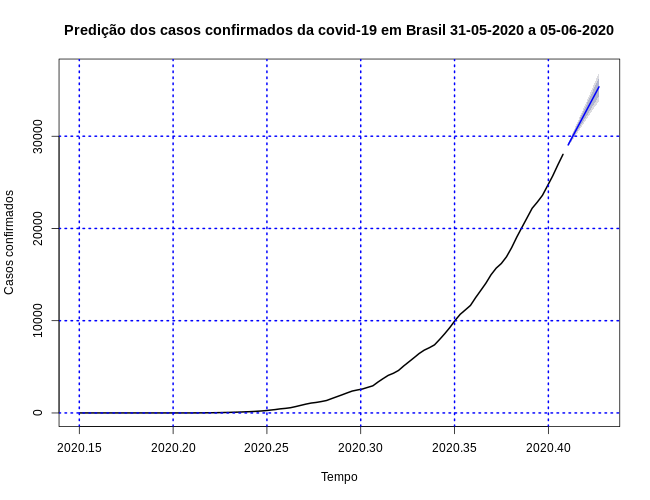 Predição dos casos confirmados da covid-19 em Brasil 31-05-2020 a 05-06-2020
Casos confirmados
30000
20000
10000
0
2020.15 2020.20 2020.25 2020.30 2020.35 2020.40
Tempo